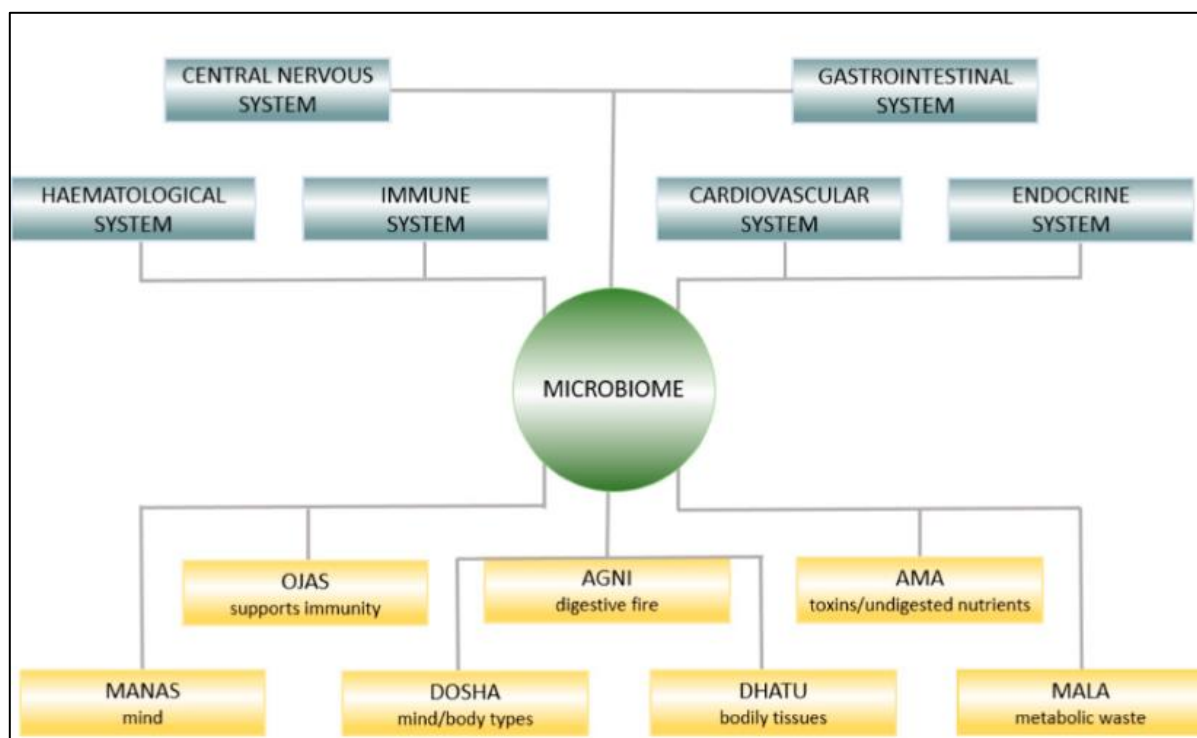 CENTRAL NERVOUS
SYSTEM
GASTROINTESTINAL
SYSTEM
HAEMATOLOGICAL
SYSTEM
IMMUNE
SYSTEM
CARDIOVASCULAR
SYSTEM
ENDOCRINE
SYSTEM
MICROBIOME
OJAS
supports immunity
AGNI
digestive fire
AMA
toxins/undigested nutrients
MANAS
mind
DOSHA
mind/body types
DHATU
bodily tissues
MALA
metabolic waste